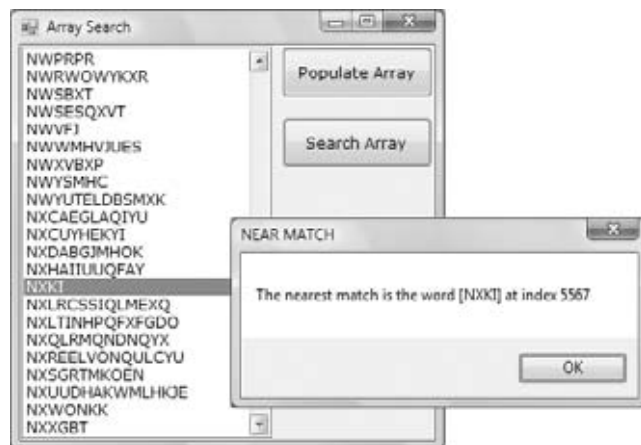 Array Search
NWPRPR
NWRWOWYKXR
NWSBXT
NWSESQXVT
NWVFJ
NWWMHVJUES
NWXVBXP
NWYSMHC
NWYUTELDBSMXK
NXCAEGLAQIYU
NXCUYHEKYI
NXDABGJMHOK
NXHAIIUUQFAY
NXKI
NXLRCSSIQLMEXQ
NXLTINHPQFXFGDO
NXQLRMQNDNQYX
NXREELVONQULCYU
NXSGRTMKOEN
NXUUDHAKWMLHKJE
NXWONKK
NXXGBT
Populate Array
Search Array
NEAR MATCH
The nearest match is the word [NXKI] at index 5567
OK